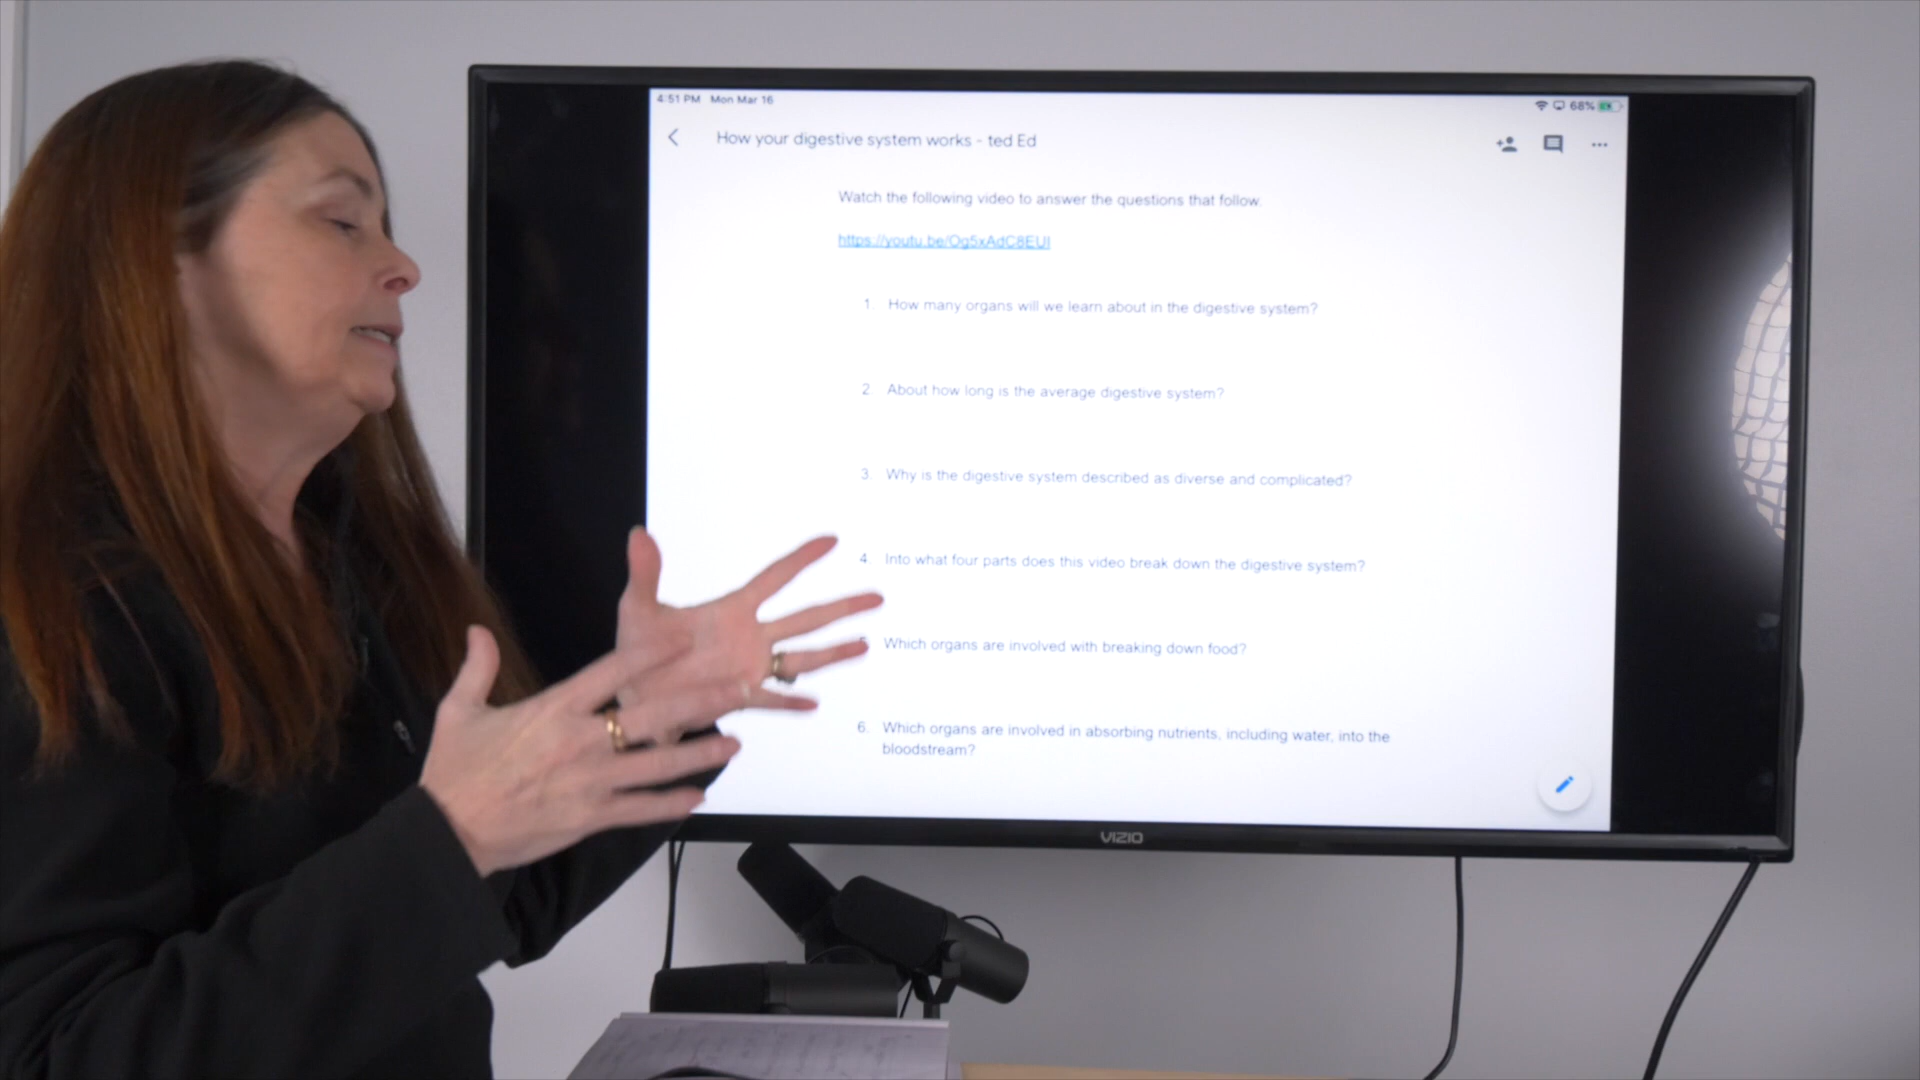 4:51 PM Mon Mar 16
68%
How your digestive system works - ted Ed
Watch the following video to answer the questions that follow.
https://youtu.be/Og5xAdC8EUI
1. How many organs will we learn about in the digestive system?
2. About how long is the average digestive system?
3. Why is the digestive system described as diverse and complicated?
4. Into what four parts does this video break down the digestive system?
5. Which organs are involved with breaking down food?
6. Which organs are involved in absorbing nutrients, including water, into the
bloodstream?
VIZIO